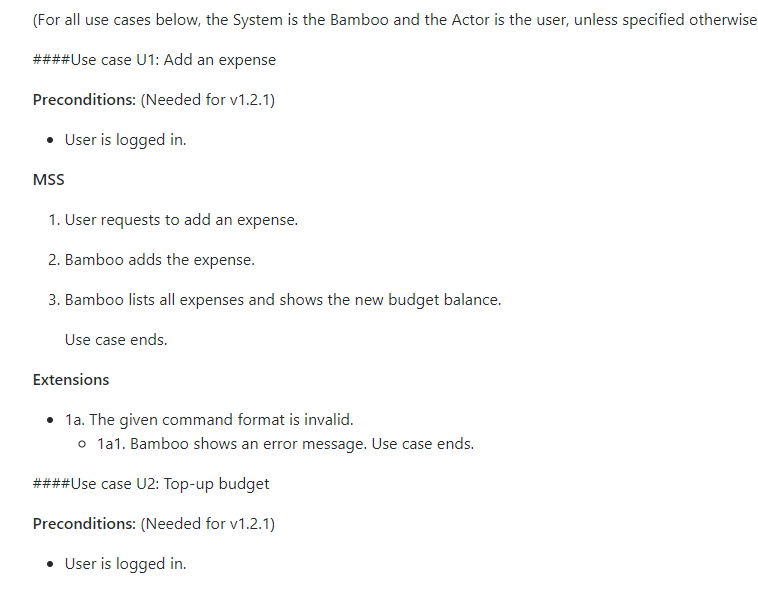 (For all use cases below, the System is the Bamboo and the Actor is the user, unless specified otherwise
####Use case U1: Add an expense
Preconditions: (Needed for v1.2.1)
• User is logged in.
MSS
1. User requests to add an expense.
2. Bamboo adds the expense.
3. Bamboo lists all expenses and shows the new budget balance.
Use case ends.
Extensions
• 1a. The given command format is invalid.
○ 1a1. Bamboo shows an error message. Use case ends.
####Use case U2: Top-up budget
Preconditions: (Needed for v1.2.1)
• User is logged in.